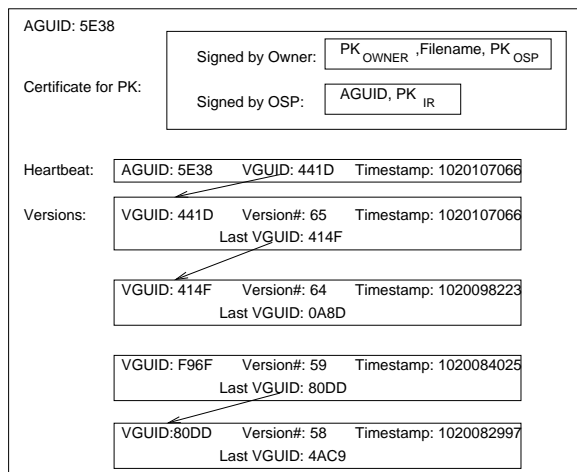 AGUID: 5E38
Signed by Owner: PK OWNER ,Filename, PK OSP
Certificate for PK:
Signed by OSP: AGUID, PK IR
Heartbeat: AGUID: 5E38 VGUID: 441D Timestamp: 1020107066
Versions: VGUID: 441D Version#: 65 Timestamp: 1020107066
Last VGUID: 414F
VGUID: 414F Version#: 64 Timestamp: 1020098223
Last VGUID: 0A8D
VGUID: F96F Version#: 59 Timestamp: 1020084025
Last VGUID: 80DD
VGUID:80DD Version#: 58 Timestamp: 1020082997
Last VGUID: 4AC9